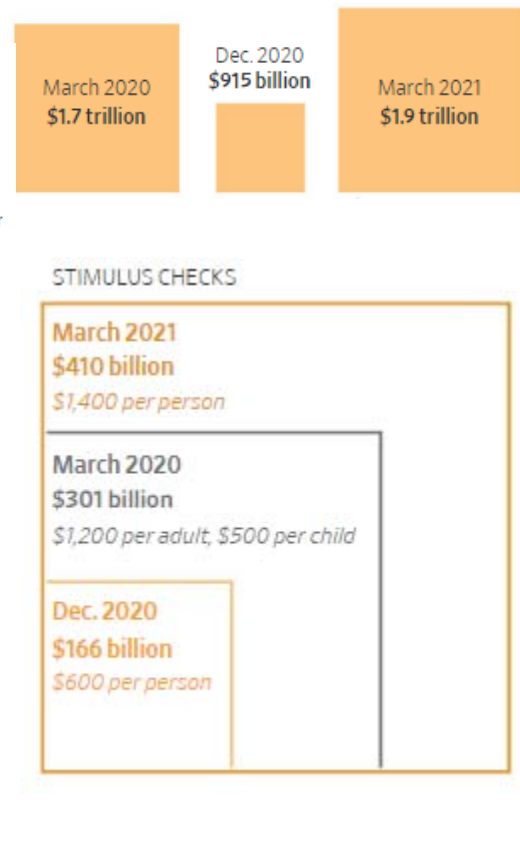 March 2020
$1.7 trillion
Dec. 2020
$915 billion
March 2021
$1.9 trillion
STIMULUS CHECKS
March 2021
$410 billion
$1,400 per person
March 2020
$301 billion
$1,200 per adult, $500 per child
Dec. 2020
$166 billion
$600 per person